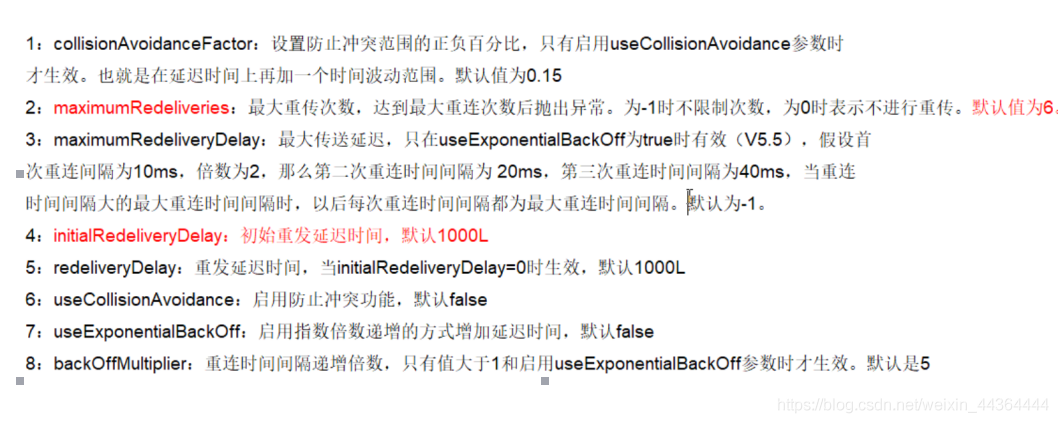 1：collisionAvoidanceFactor：设置防止冲突范围的正负百分比，只有启用useCollisionAvoidance参数时
才生效。也就是在延迟时间上再加一个时间波动范围。默认值为0.15
2：maximumRedeliveries：最大重传次数，达到最大重连次数后抛出异常。为-1时不限制次数，为0时表示不进行重传。默认值为6。
3：maximumRedeliveryDelay：最大传送延迟，只在useExponentialBackOff为true时有效（V5.5），假设首
次重连间隔为10ms，倍数为2，那么第二次重连时间间隔为 20ms，第三次重连时间间隔为40ms，当重连
时间间隔大的最大重连时间间隔时，以后每次重连时间间隔都为最大重连时间间隔。默认为-1。
4：initialRedeliveryDelay：初始重发延迟时间，默认1000L
5：redeliveryDelay：重发延迟时间，当initialRedeliveryDelay=0时生效，默认1000L
6：useCollisionAvoidance：启用防止冲突功能，默认false
7：useExponentialBackOff：启用指数倍数递增的方式增加延迟时间，默认false
8：backOffMultiplier：重连时间间隔递增倍数，只有值大于1和启用useExponentialBackOff参数时才生效。默认是5
https://blog.csdn.net/weixin_44364444